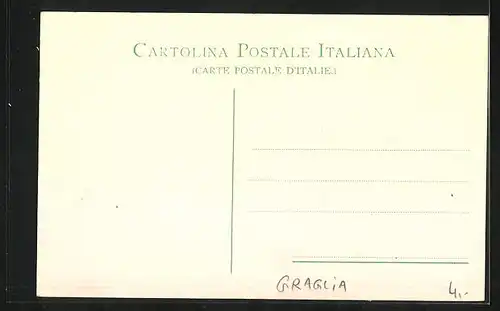 CARTOLINA POSTALE ITALIANA
(CARTE POSTALE D'ITALIE.)
GRAGLIA 4,-